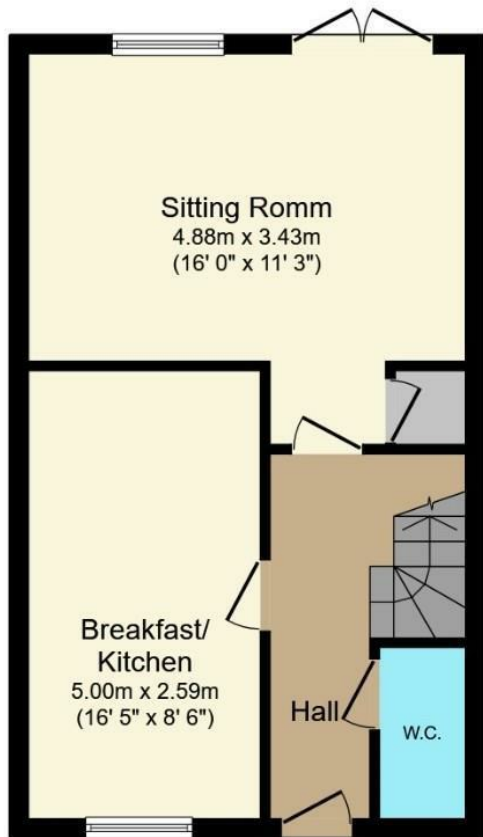 Sitting Romm
4.88m x 3.43m
(16' 0" x 11' 3")
Breakfast/
Kitchen
5.00m x 2.59m
(16' 5" x 8' 6")
Hall
W.C.